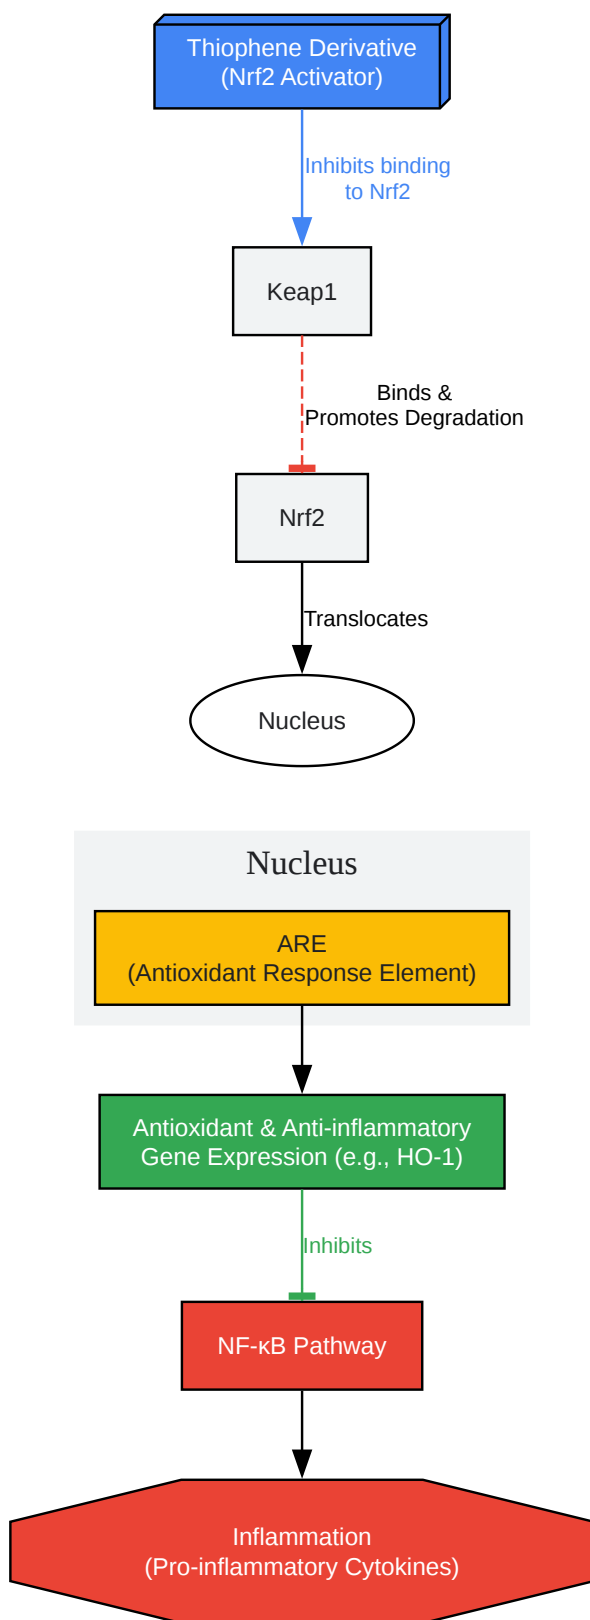 Thiophene Derivative
(Nrf2 Activator)
Inhibits binding
to Nrf2
Keap1
Binds &
Promotes Degradation
Nrf2
Translocates
Nucleus
Nucleus
ARE
(Antioxidant Response Element)
Antioxidant & Anti-inflammatory
Gene Expression (e.g., HO-1)
Inhibits
NF-κB Pathway
Inflammation
(Pro-inflammatory Cytokines)